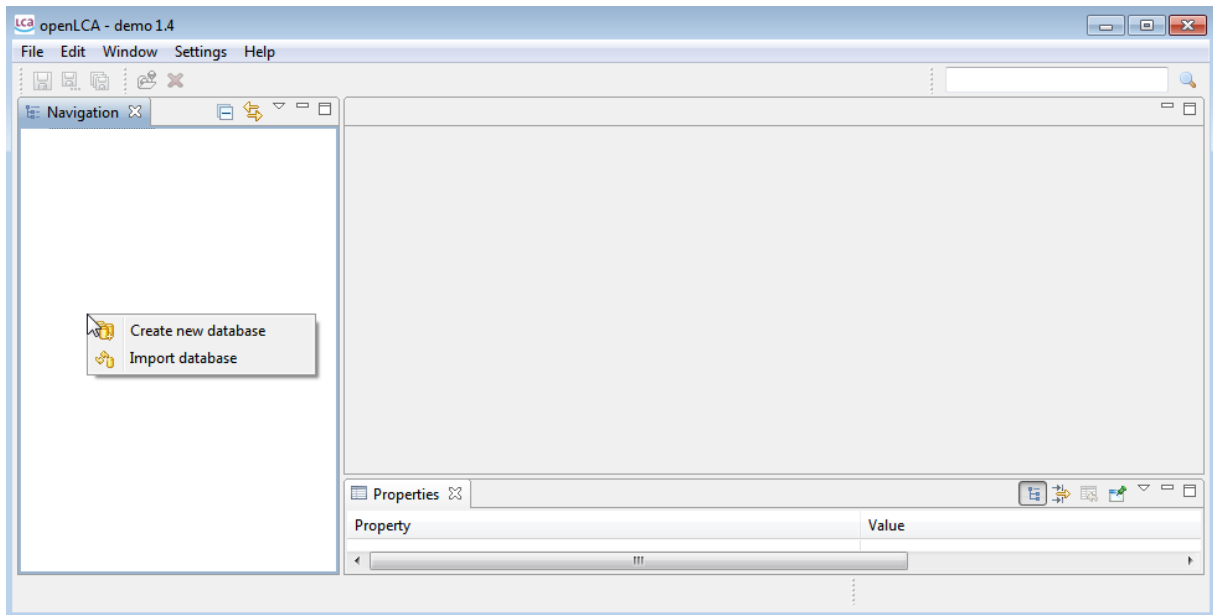 LCa openLCA - demo 1.4
File Edit Window Settings Help
Navigation
Create new database
Import database
Properties
Property Value